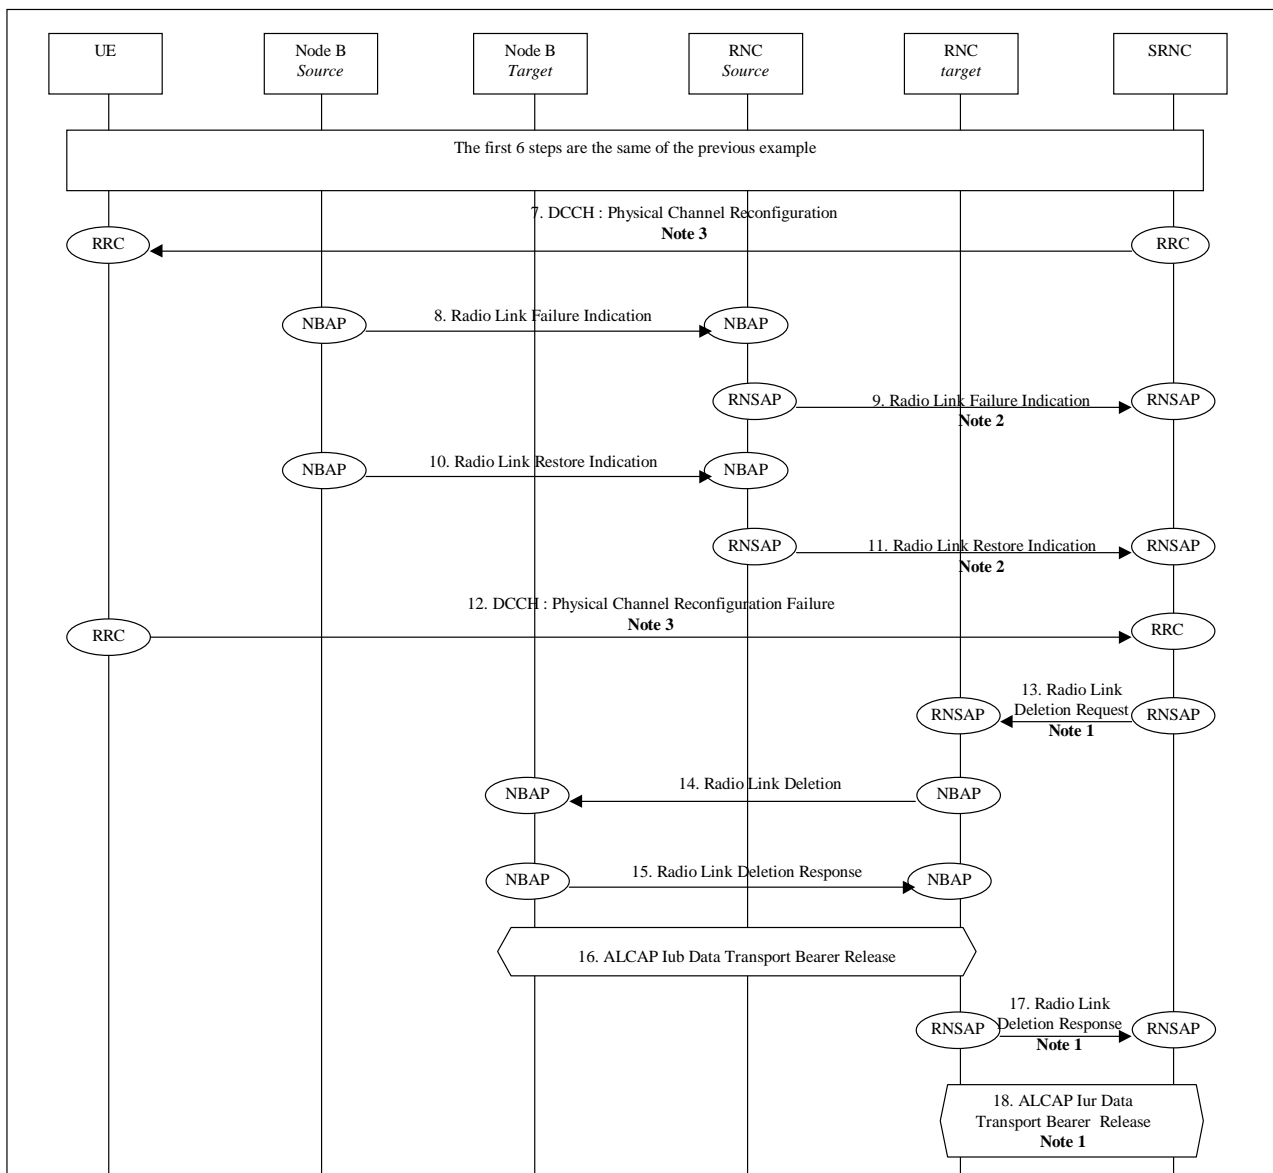 UE
Node B
Source
Node B
Target
RNC
Source
RNC
target
SRNC
The first 6 steps are the same of the previous example
7. DCCH : Physical Channel Reconfiguration
Note 3
RRC
RRC
8. Radio Link Failure Indication
NBAP
NBAP
RNSAP
9. Radio Link Failure Indication
Note 2
RNSAP
10. Radio Link Restore Indication
NBAP
NBAP
RNSAP
11. Radio Link Restore Indication
Note 2
RNSAP
12. DCCH : Physical Channel Reconfiguration Failure
Note 3
RRC
RRC
13. Radio Link
Deletion Request
Note 1
RNSAP
RNSAP
14. Radio Link Deletion
NBAP
NBAP
15. Radio Link Deletion Response
NBAP
NBAP
16. ALCAP Iub Data Transport Bearer Release
17. Radio Link
Deletion Response
Note 1
RNSAP
RNSAP
18. ALCAP Iur Data
Transport Bearer Release
Note 1